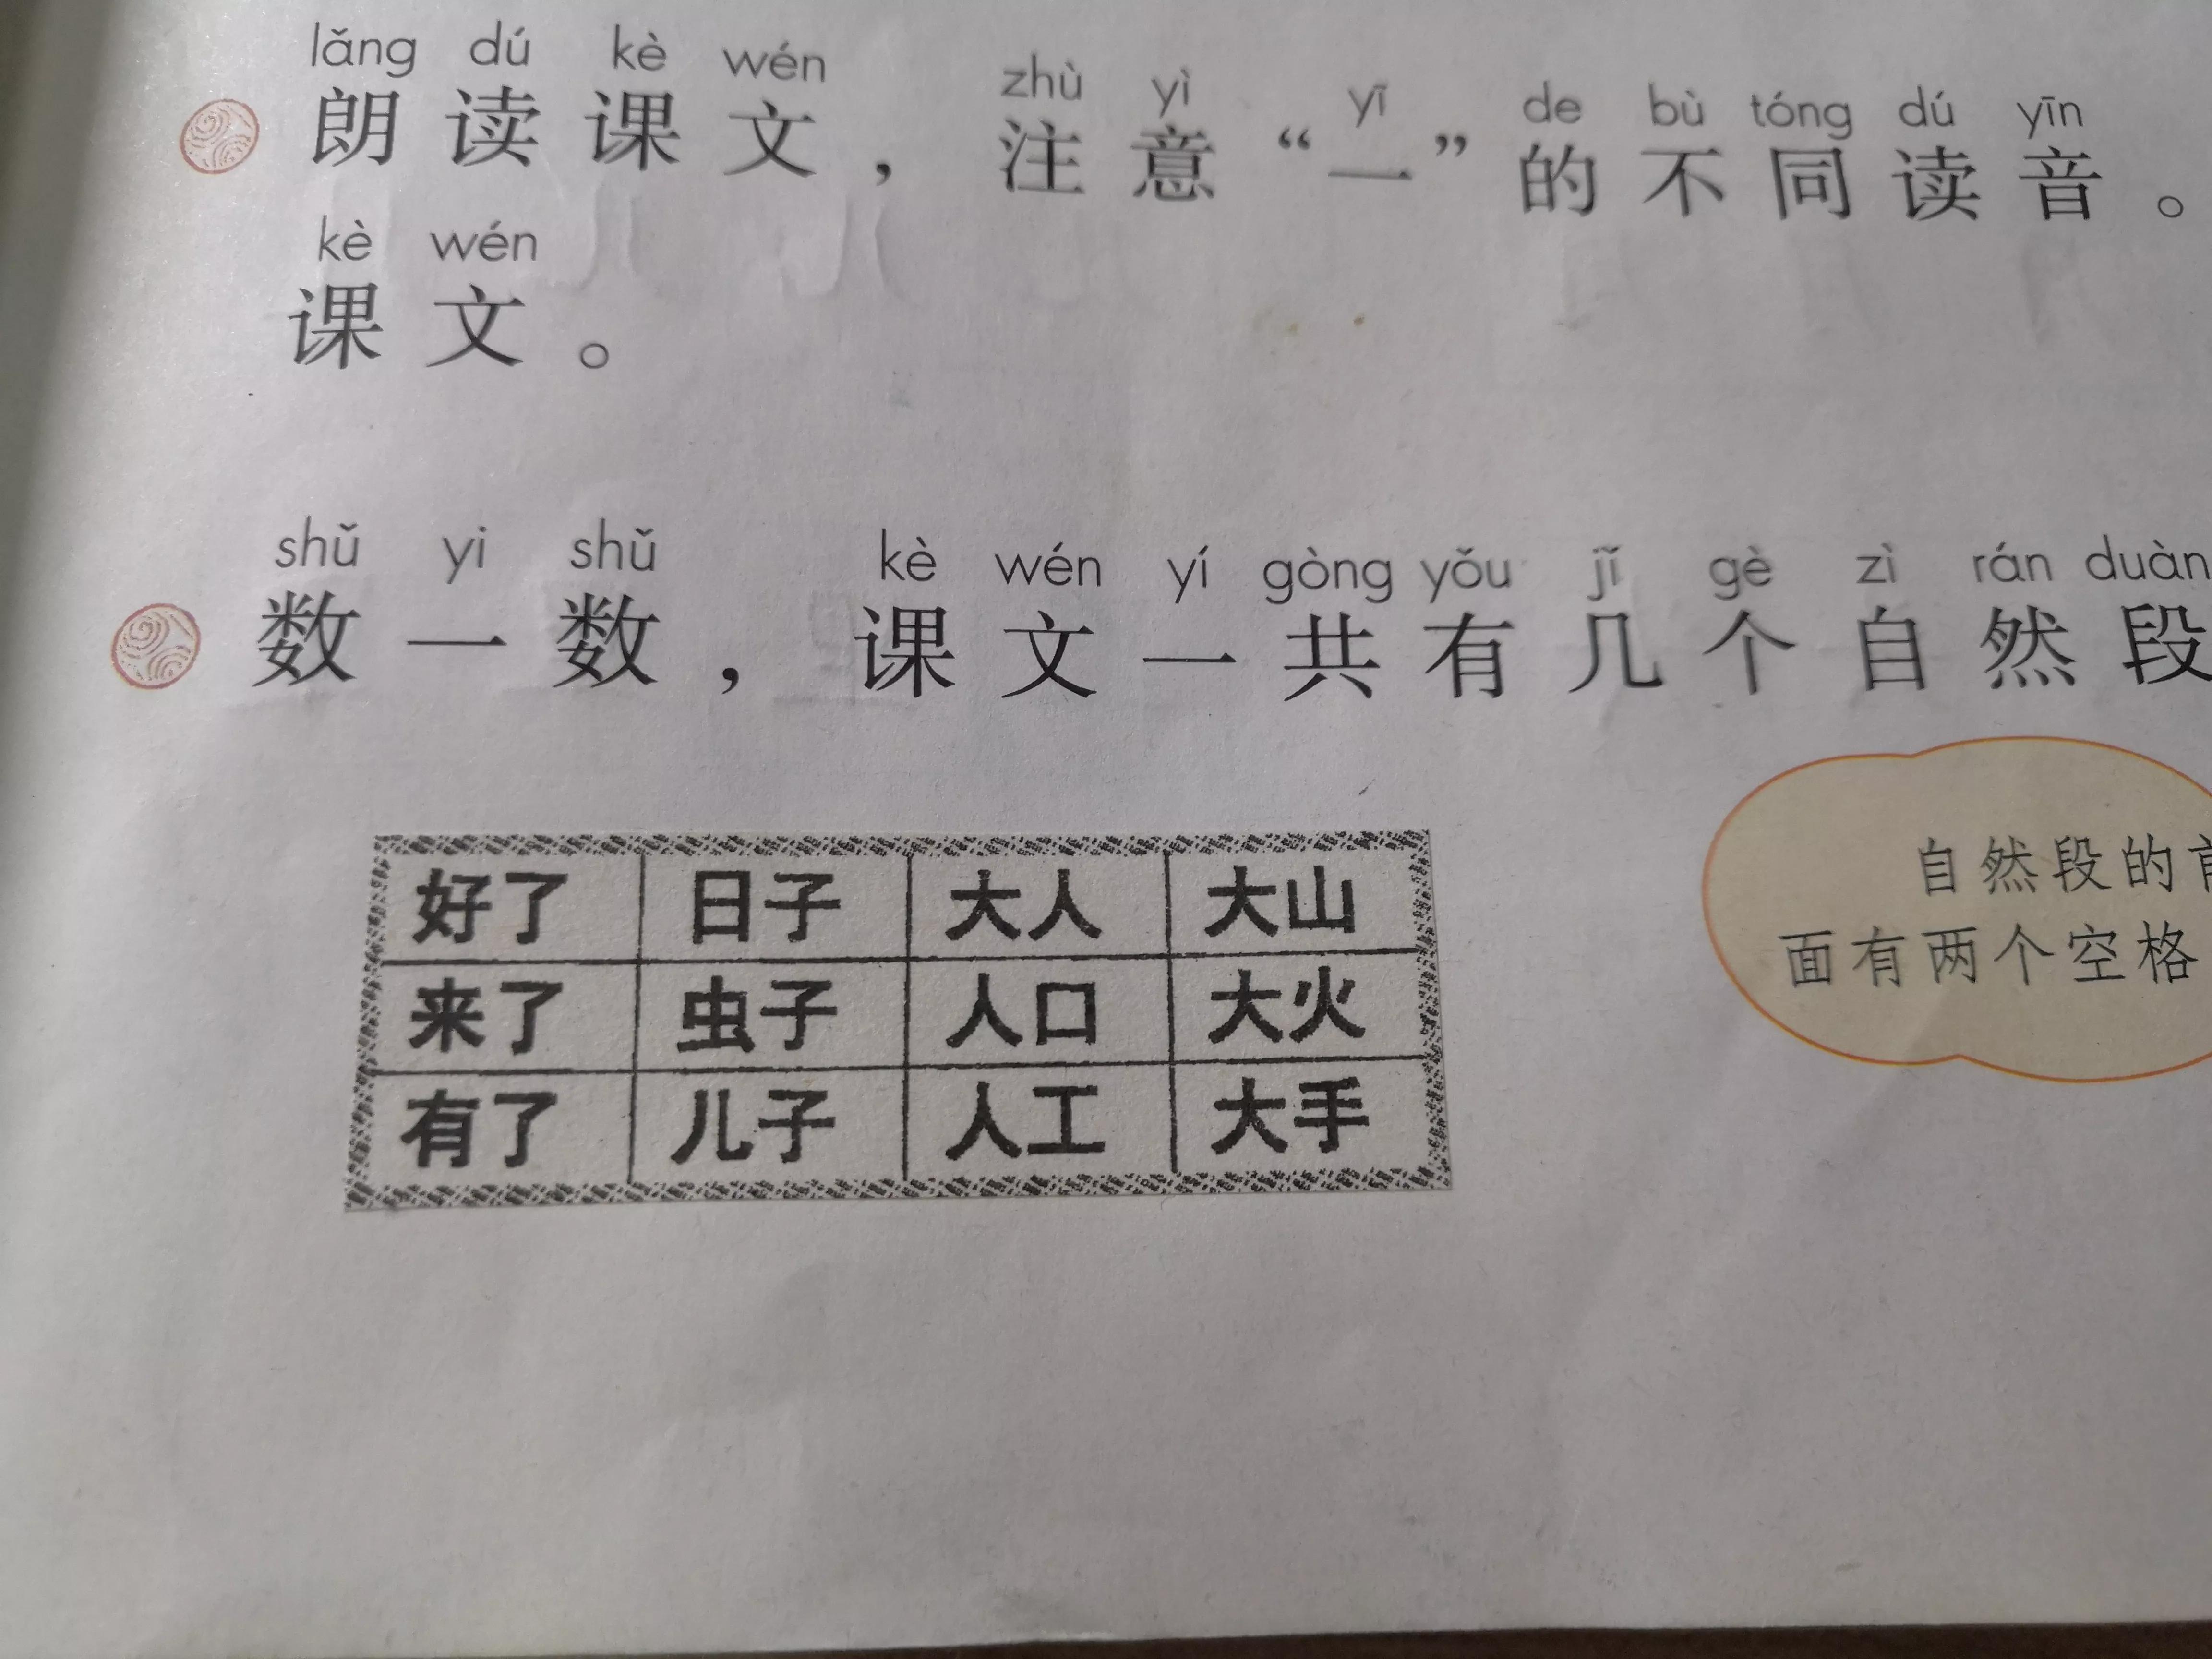 lǎng dú kè wén zhù yì yī de bù tóng dú yīn
朗读课文，注意“一”的不同读音。
kè wén
课文。
shǔ yi shǔ kè wén yí gòng yǒu jǐ gè zì rán duàn
数一数，课文一共有几个自然段
自然段的前
面有两个空格
好了 日子 大人 大山
来了 虫子 人口 大火
有了 儿子 人工 大手